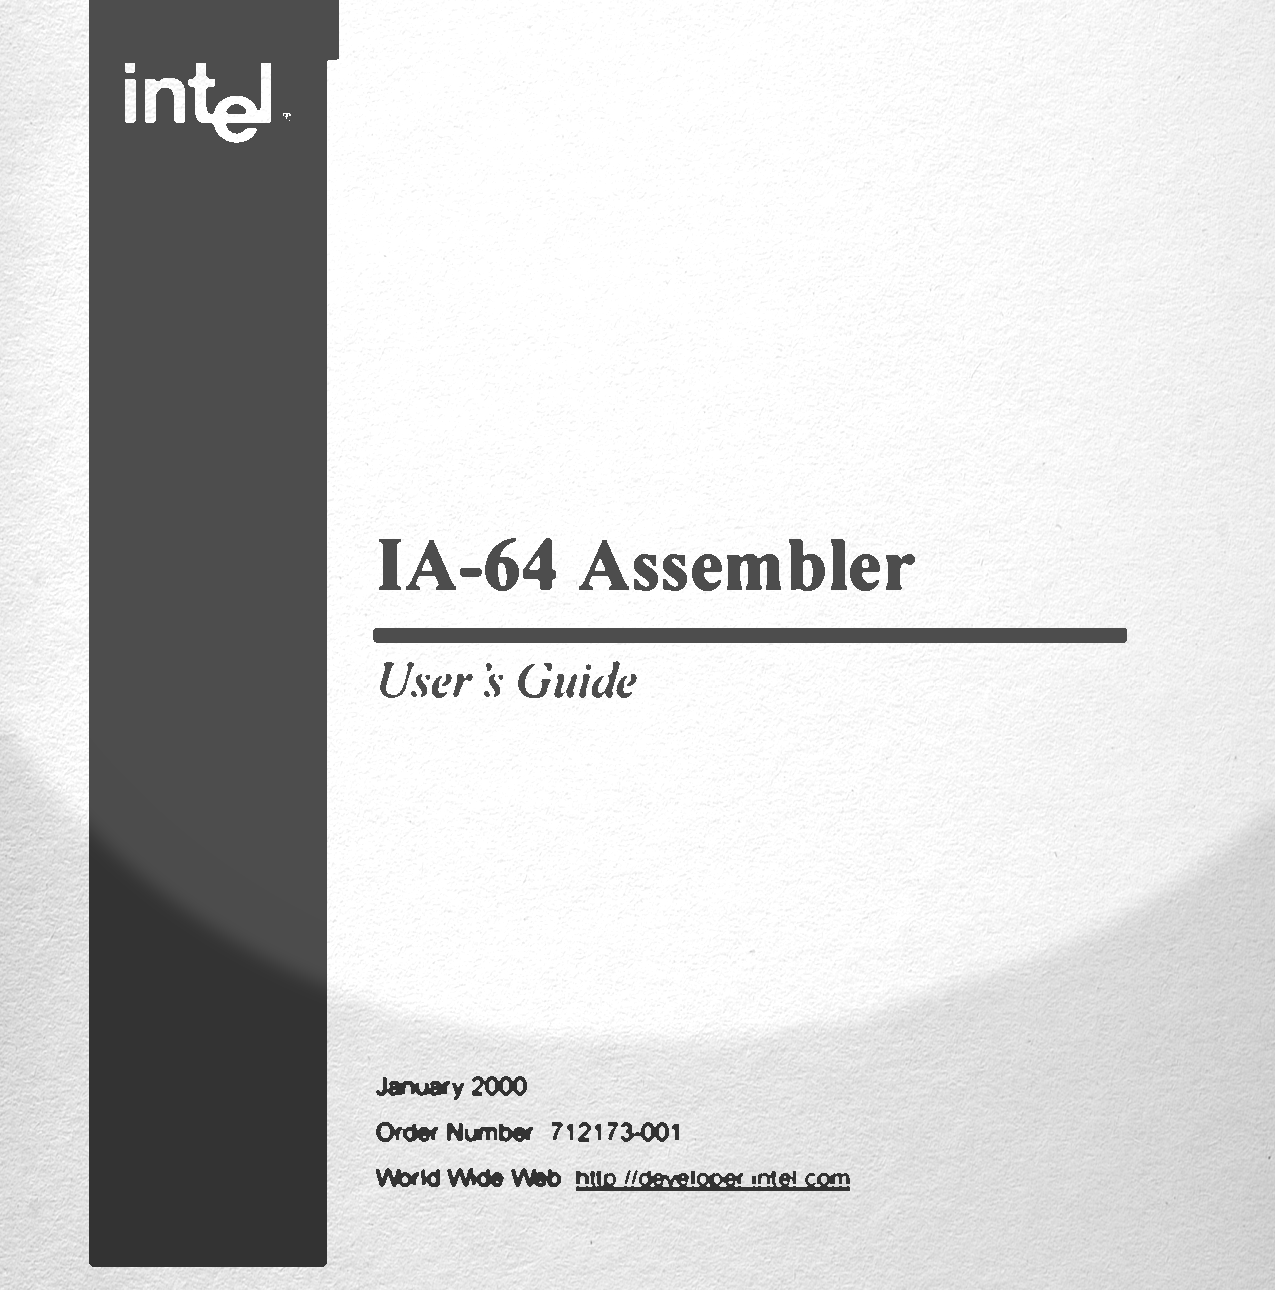 intel
IA-64 Assembler
User's Guide
January 2000
Order Number 712173-001
World Wide Web http //developer intel com